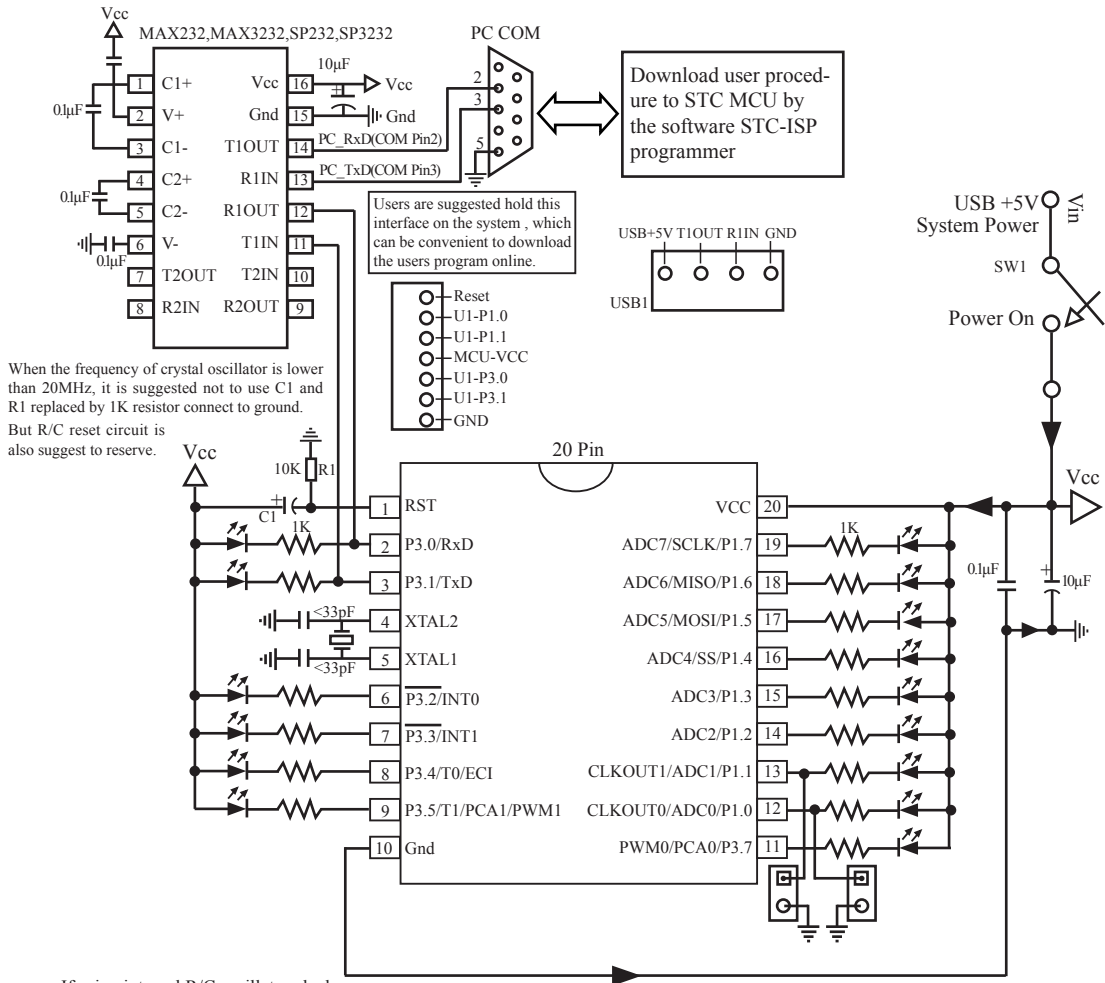 Vcc
MAX232,MAX3232,SP232,SP3232
PC COM
1 C1+
Vcc 16
10µF
+
Vcc
0.1µF
2 V+
Gnd 15
Gnd
3 C1-
T1OUT 14
PC_RxD(COM Pin2)
4 C2+
R1IN 13
PC_TxD(COM Pin3)
0.1µF
5 C2-
R1OUT 12
6 V-
T1IN 11
0.1µF
7 T2OUT
T2IN 10
8 R2IN
R2OUT 9
2
3
5
Download user proced-
ure to STC MCU by
the software STC-ISP
programmer
Users are suggested hold this
interface on the system , which
can be convenient to download
the users program online.
USB+5V T1OUT R1IN GND
USB1
USB +5V
System Power
Vin
SW1
Power On
Reset
U1-P1.0
U1-P1.1
MCU-VCC
U1-P3.0
U1-P3.1
GND
When the frequency of crystal oscillator is lower
than 20MHz, it is suggested not to use C1 and
R1 replaced by 1K resistor connect to ground.
But R/C reset circuit is
also suggest to reserve.
Vcc
10K R1
+
C1
1K
<33pF
<33pF
20 Pin
1 RST
2 P3.0/RxD
3 P3.1/TxD
4 XTAL2
5 XTAL1
6 P3.2/INT0
7 P3.3/INT1
8 P3.4/T0/ECI
9 P3.5/T1/PCA1/PWM1
10 Gnd
VCC 20
ADC7/SCLK/P1.7 19
ADC6/MISO/P1.6 18
ADC5/MOSI/P1.5 17
ADC4/SS/P1.4 16
ADC3/P1.3 15
ADC2/P1.2 14
CLKOUT1/ADC1/P1.1 13
CLKOUT0/ADC0/P1.0 12
PWM0/PCA0/P3.7 11
1K
Vcc
0.1µF
+
10µF